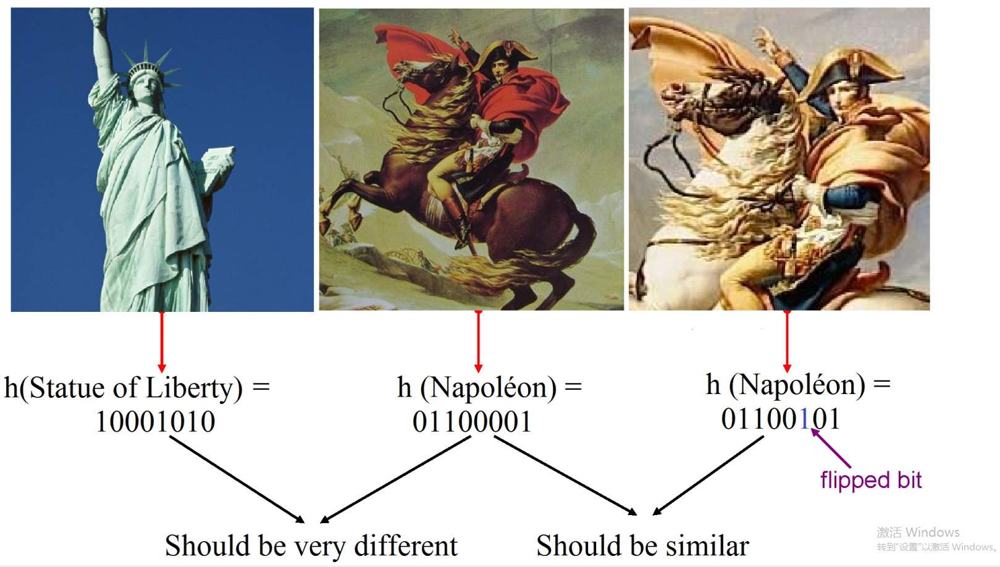 h(Statue of Liberty) =
10001010
h (Napoléon) =
01100001
h (Napoléon) =
01100101
flipped bit
Should be very different
Should be similar
激活 Windows
转到"设置"以激活 Windows。